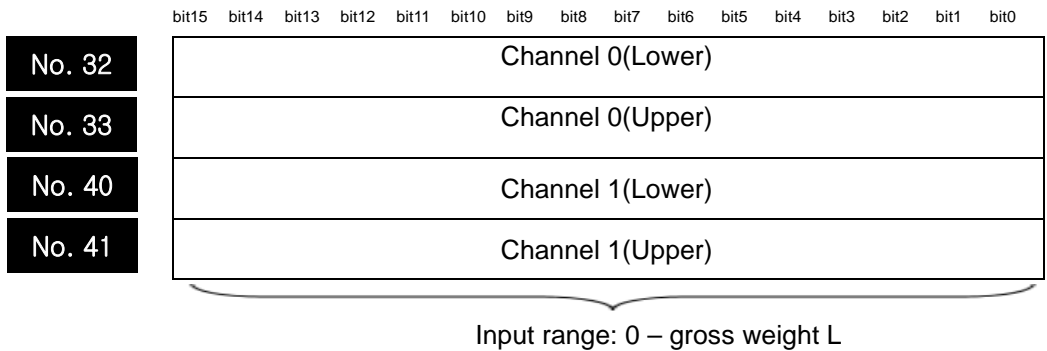 bit15 bit14 bit13 bit12 bit11 bit10 bit9 bit8 bit7 bit6 bit5 bit4 bit3 bit2 bit1 bit0
No. 32 Channel 0(Lower)
No. 33 Channel 0(Upper)
No. 40 Channel 1(Lower)
No. 41 Channel 1(Upper)
Input range: 0 – gross weight L